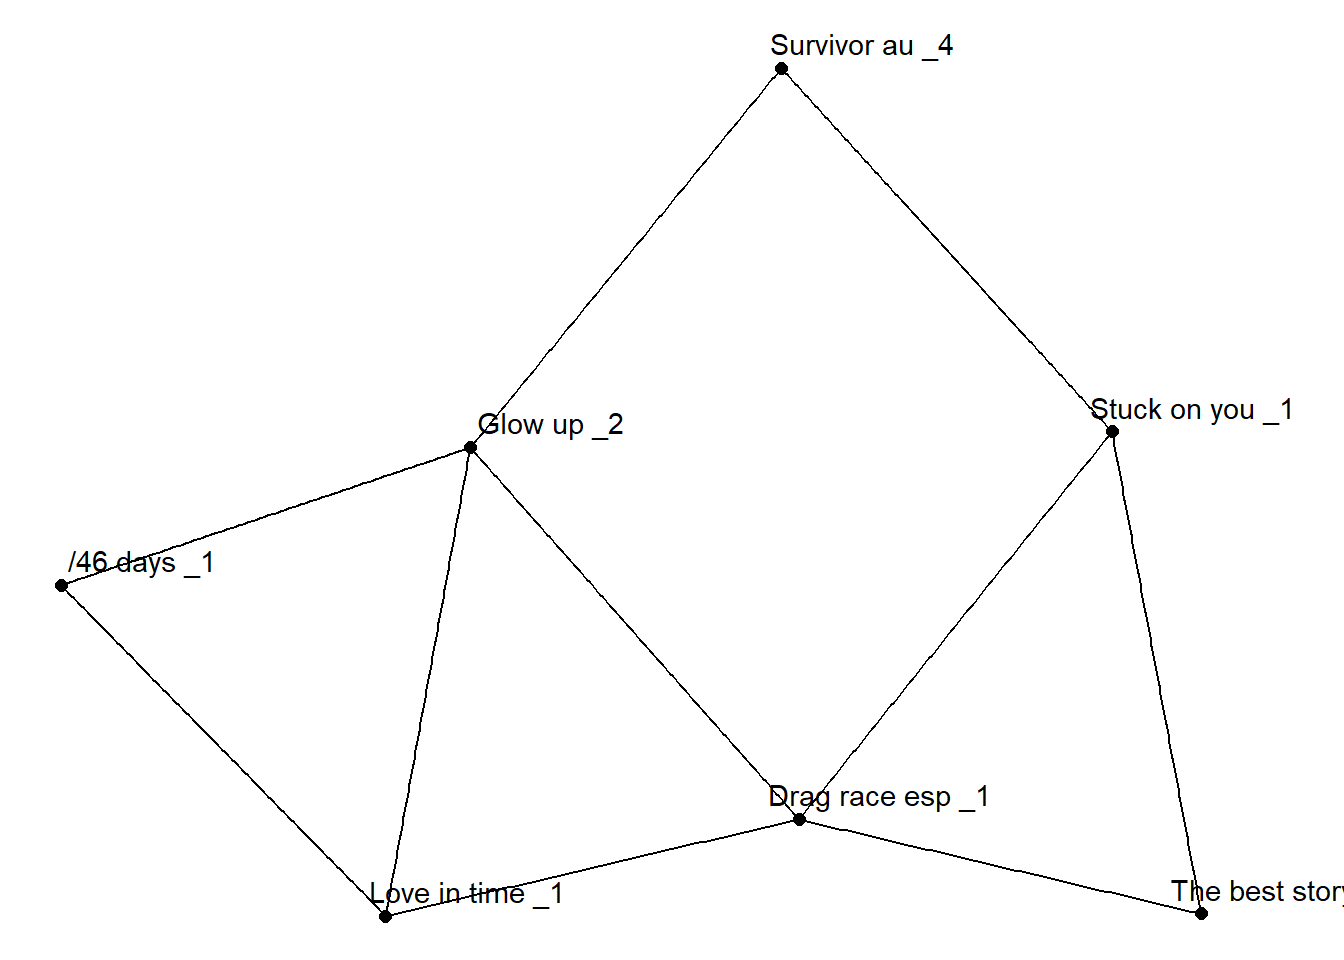 Survivor au _4
Stuck on you _1
Glow up _2
/46 days _1
Drag race esp _1
The best story
Love in time _1